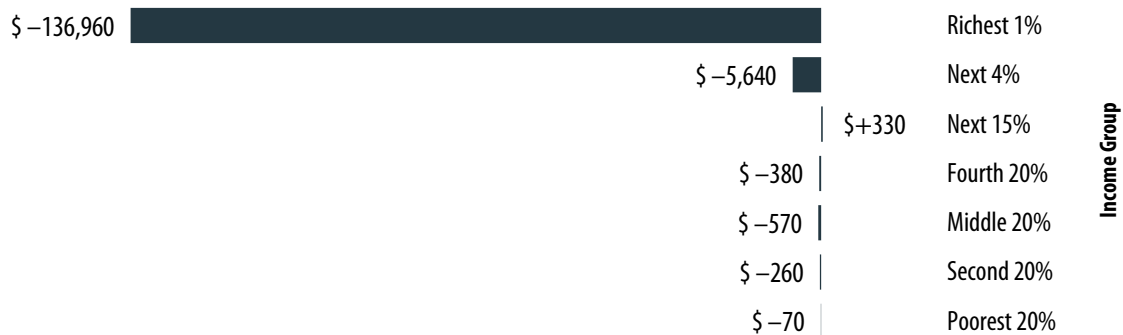 $ –136,960 Richest 1%
$ –5,640 Next 4%
$+330 Next 15%
$ –380 Fourth 20%
$ –570 Middle 20%
$ –260 Second 20%
$ –70 Poorest 20%
Income Group